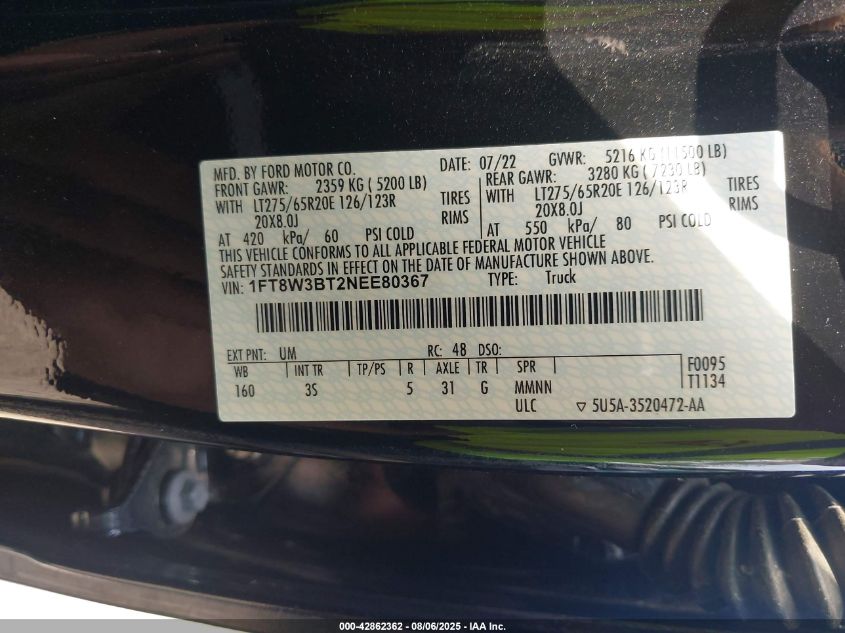 MFD. BY FORD MOTOR CO. DATE: 07/22 GVWR: 5216 KG (11500 LB)
FRONT GAWR: 2359 KG (5200 LB) REAR GAWR: 3280 KG (7230 LB)
WITH LT275/65R20E 126/123R TIRES WITH LT275/65R20E 126/123R TIRES
20X8.0J RIMS 20X8.0J RIMS
AT 420 kPa/ 60 PSI COLD AT 550 kPa/ 80 PSI COLD
THIS VEHICLE CONFORMS TO ALL APPLICABLE FEDERAL MOTOR VEHICLE
SAFETY STANDARDS IN EFFECT ON THE DATE OF MANUFACTURE SHOWN ABOVE.
VIN: 1FT8W3BT2NEE80367 TYPE: Truck
EXT PNT: UM RC: 48 DSO:
WB INT TR TP/PS R AXLE TR SPR F0095
160 3S 5 31 G MMNN T1134
ULC ▽ 5U5A-3520472-AA
000-42862362 - 08/06/2025 - IAA Inc.